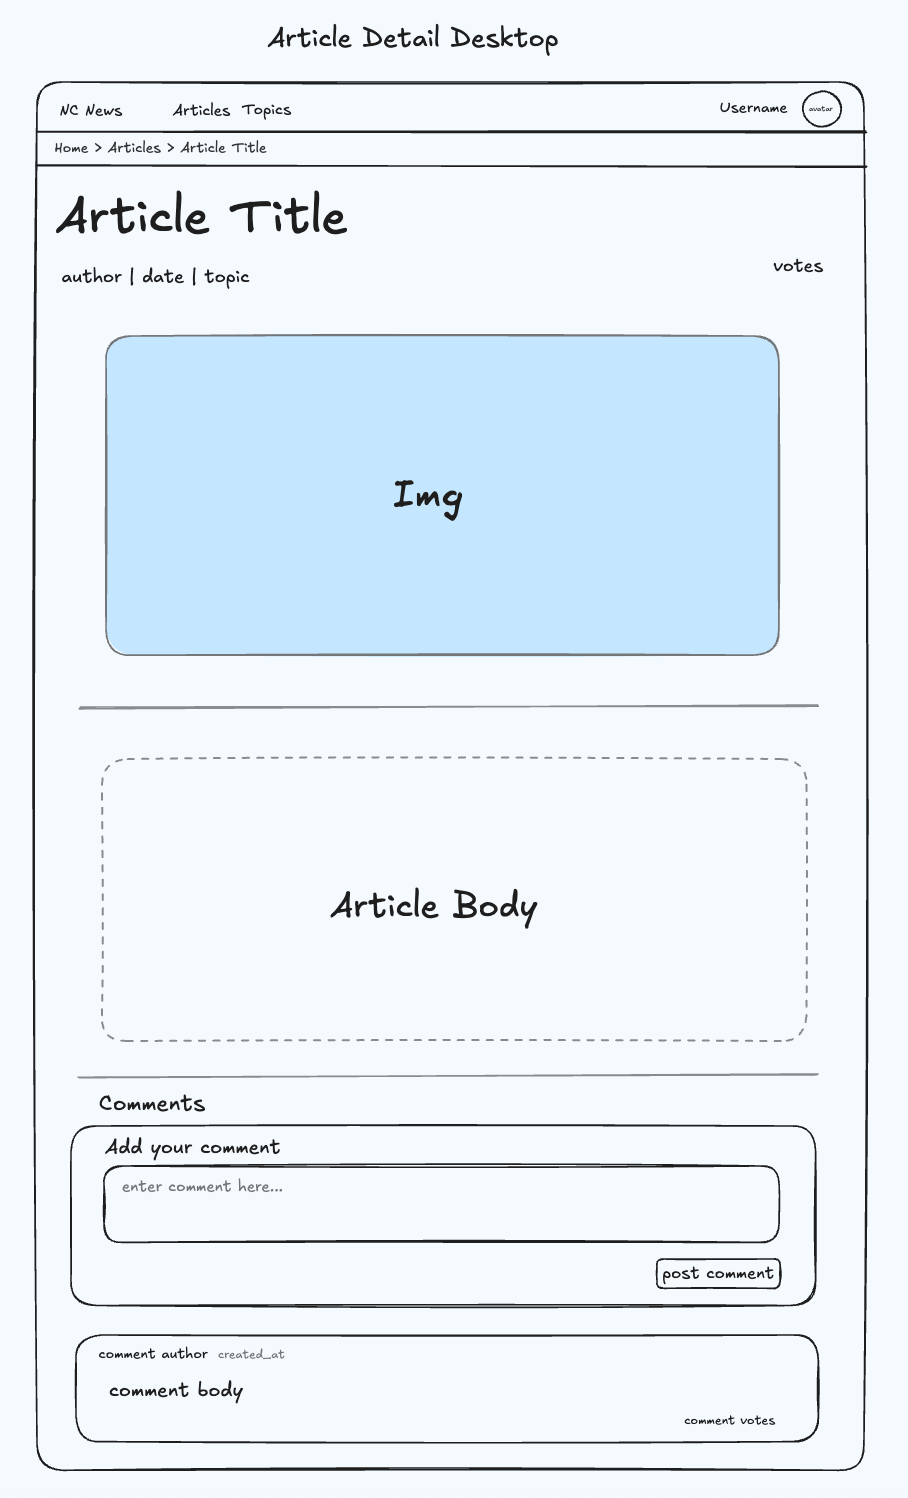 Article Detail Desktop
NC News Articles Topics Username avatar
Home > Articles > Article Title
Article Title
author | date | topic votes
Img
Article Body
Comments
Add your comment
enter comment here...
post comment
comment author created_at
comment body
comment votes